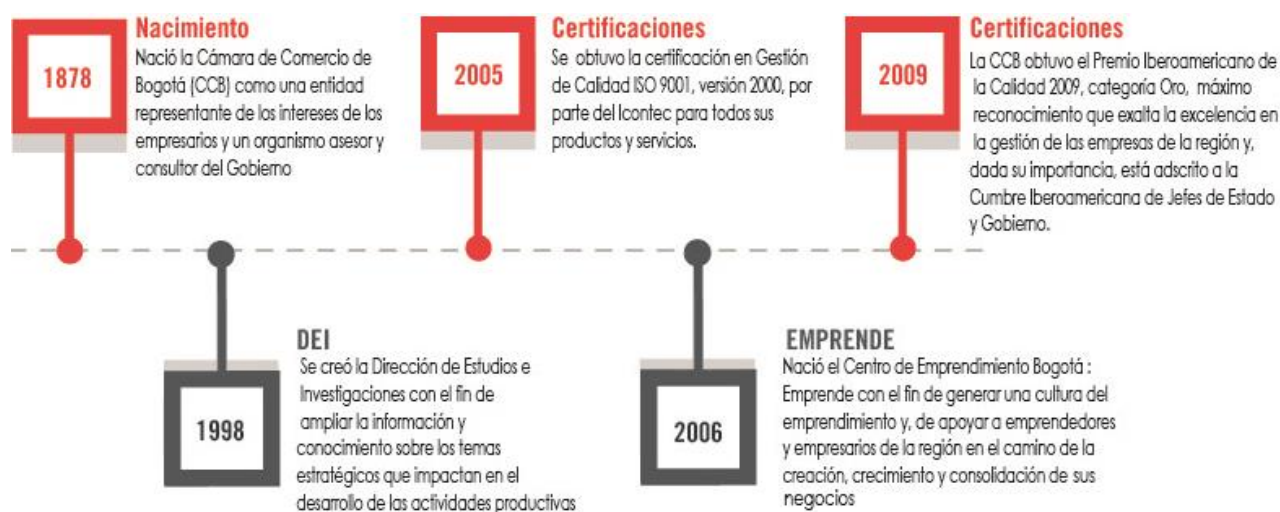 1878
Nacimiento
Nació la Cámara de Comercio de
Bogotá (CCB) como una entidad
representante de los intereses de los
empresarios y un organismo asesor y
consultor del Gobierno
2005
Certificaciones
Se obtuvo la certificación en Gestión
de Calidad ISO 9001, versión 2000, por
parte del Icontec para todos sus
productos y servicios.
2009
Certificaciones
La CCB obtuvo el Premio Iberoamericano de
la Calidad 2009, categoría Oro, máximo
reconocimiento que exalta la excelencia en
la gestión de las empresas de la región y,
dada su importancia, está adscrito a la
Cumbre Iberoamericana de Jefes de Estado
y Gobierno.
1998
DEI
Se creó la Dirección de Estudios e
Investigaciones con el fin de
ampliar la información y
conocimiento sobre los temas
estratégicos que impactan en el
desarrollo de las actividades productivas
2006
EMPRENDE
Nació el Centro de Emprendimiento Bogotá :
Emprende con el fin de generar una cultura del
emprendimiento y, de apoyar a emprendedores
y empresarios de la región en el camino de la
creación, crecimiento y consolidación de sus
negocios